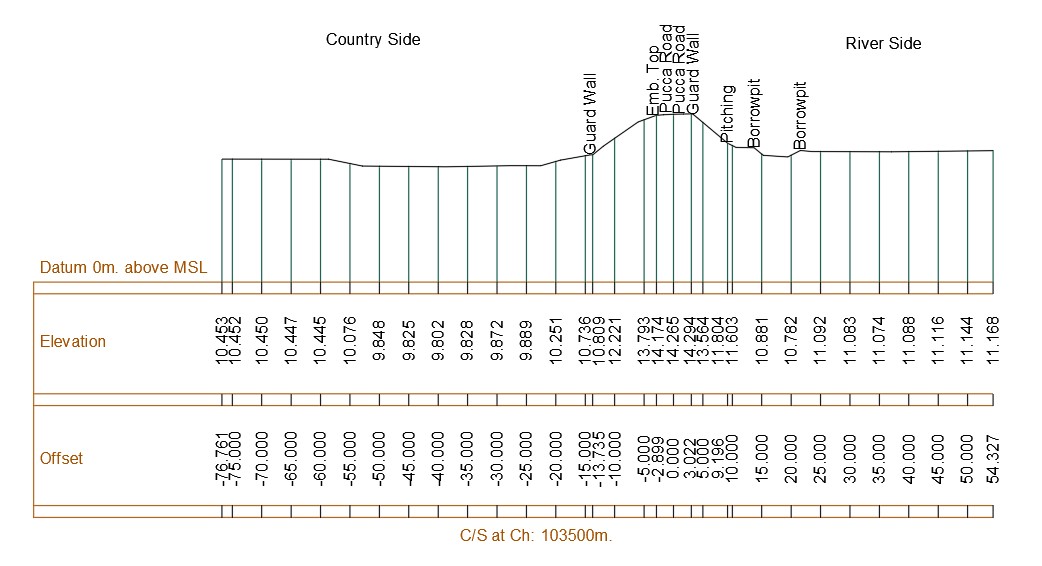 Country Side
River Side
Guard Wall
Emb. Top
Pucca Road
Pucca Road
Guard Wall
Pitching
Borrowpit
Borrowpit
Datum 0m. above MSL
Elevation
10.453 10.452 10.450 10.447 10.445 10.076 9.848 9.825 9.802 9.828 9.872 9.889 10.251 10.736 10.809 12.221 13.793 14.174 14.265 14.294 13.564 11.804 11.603 10.881 10.782 11.092 11.083 11.074 11.088 11.116 11.144 11.168
Offset
-76.761 -75.000 -70.000 -65.000 -60.000 -55.000 -50.000 -45.000 -40.000 -35.000 -30.000 -25.000 -20.000 -15.000 -13.735 -10.000 -5.000 -2.899 0.000 3.022 5.000 9.196 10.000 15.000 20.000 25.000 30.000 35.000 40.000 45.000 50.000 54.327
C/S at Ch: 103500m.